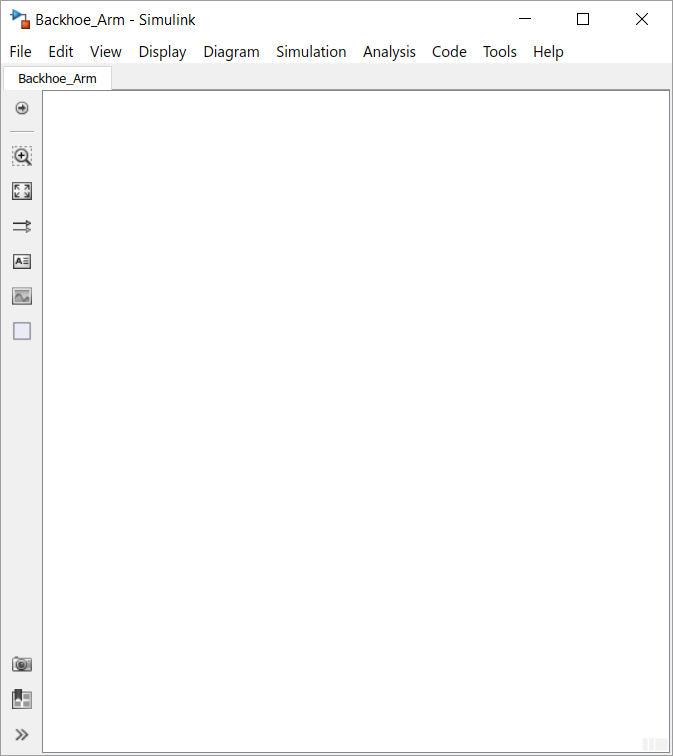 Backhoe_Arm - Simulink
File Edit View Display Diagram Simulation Analysis Code Tools Help
Backhoe_Arm
A